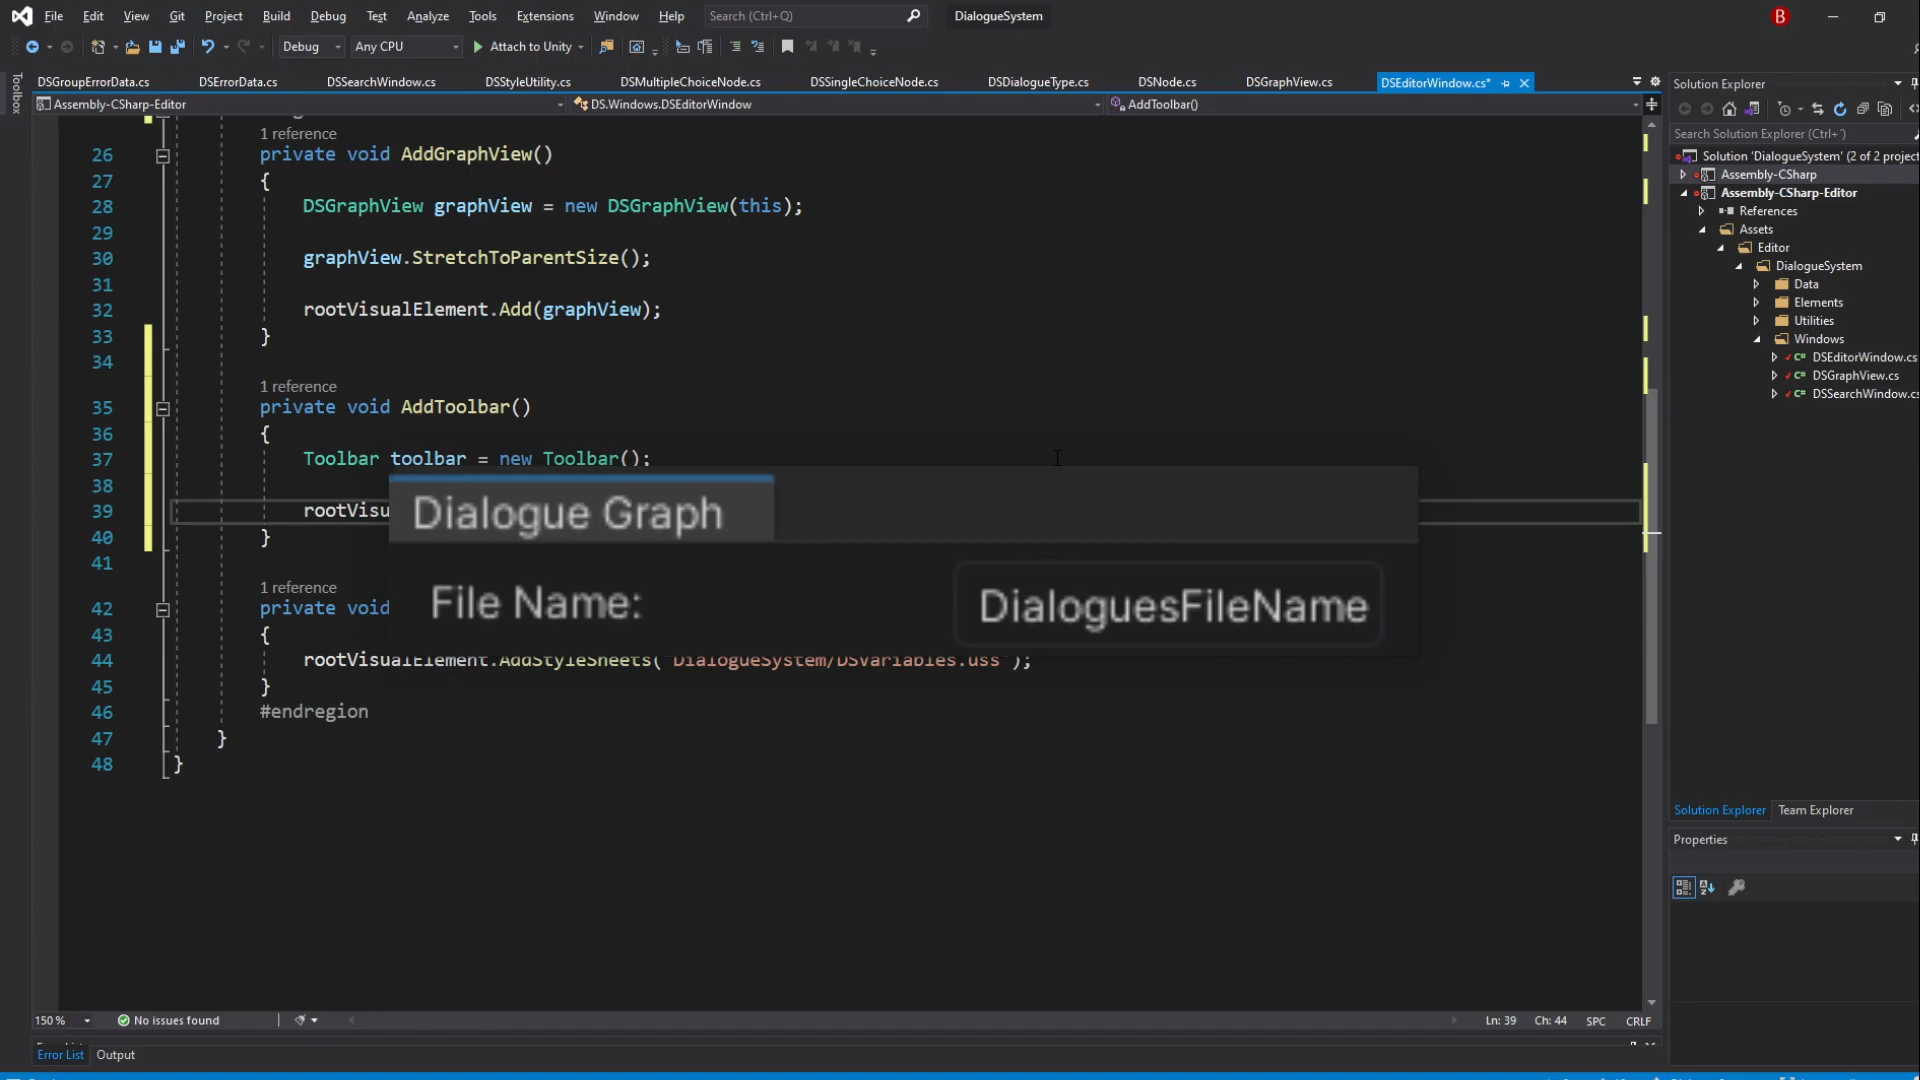 File Edit View Git Project Build Debug Test Analyze Tools Extensions Window Help Search (Ctrl+Q) DialogueSystem B
Debug Any CPU Attach to Unity
DSGroupErrorData.cs DSErrorData.cs DSSearchWindow.cs DSStyleUtility.cs DSMultipleChoiceNode.cs DSSingleChoiceNode.cs DSDialogueType.cs DSNode.cs DSGraphView.cs DSEditorWindow.cs*
Toolbox
Assembly-CSharp-Editor DS.Windows.DSEditorWindow AddToolbar()
1 reference
26 private void AddGraphView()
27 {
28 DSGraphView graphView = new DSGraphView(this);
29
30 graphView.StretchToParentSize();
31
32 rootVisualElement.Add(graphView);
33 }
34
1 reference
35 private void AddToolbar()
36 {
37 Toolbar toolbar = new Toolbar();
38
39 rootVisu
40 }
41
1 reference
42 private void
43 {
44 rootVisualElement.AddStyleSheets("DialogueSystem/DSVariables.uss");
45 }
46 #endregion
47 }
48 }
Dialogue Graph
File Name: DialoguesFileName
150 % No issues found Ln: 39 Ch: 44 SPC CRLF
Error List Output
Solution Explorer
Search Solution Explorer (Ctrl+¨)
Solution 'DialogueSystem' (2 of 2 project
Assembly-CSharp
Assembly-CSharp-Editor
References
Assets
Editor
DialogueSystem
Data
Elements
Utilities
Windows
DSEditorWindow.cs
DSGraphView.cs
DSSearchWindow.cs
Solution Explorer Team Explorer
Properties